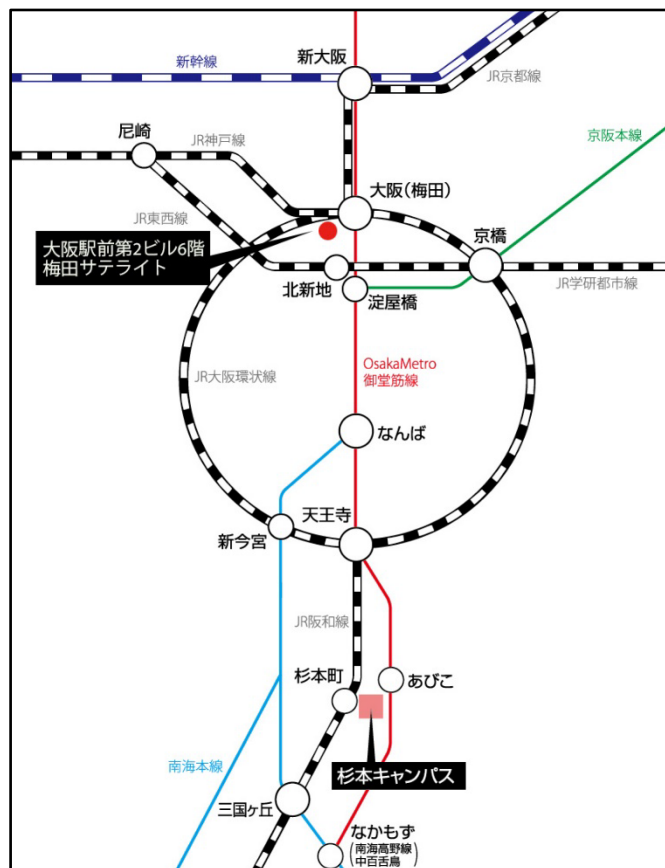 新幹線
新大阪
JR京都線
尼崎
JR神戸線
京阪本線
大阪(梅田)
JR東西線
京橋
大阪駅前第2ビル6階
梅田サテライト
北新地
淀屋橋
JR学研都市線
OsakaMetro
御堂筋線
JR大阪環状線
なんば
天王寺
新今宮
JR阪和線
杉本町
あびこ
南海本線
杉本キャンパス
三国ヶ丘
なかもず
(南海高野線
中百舌鳥)